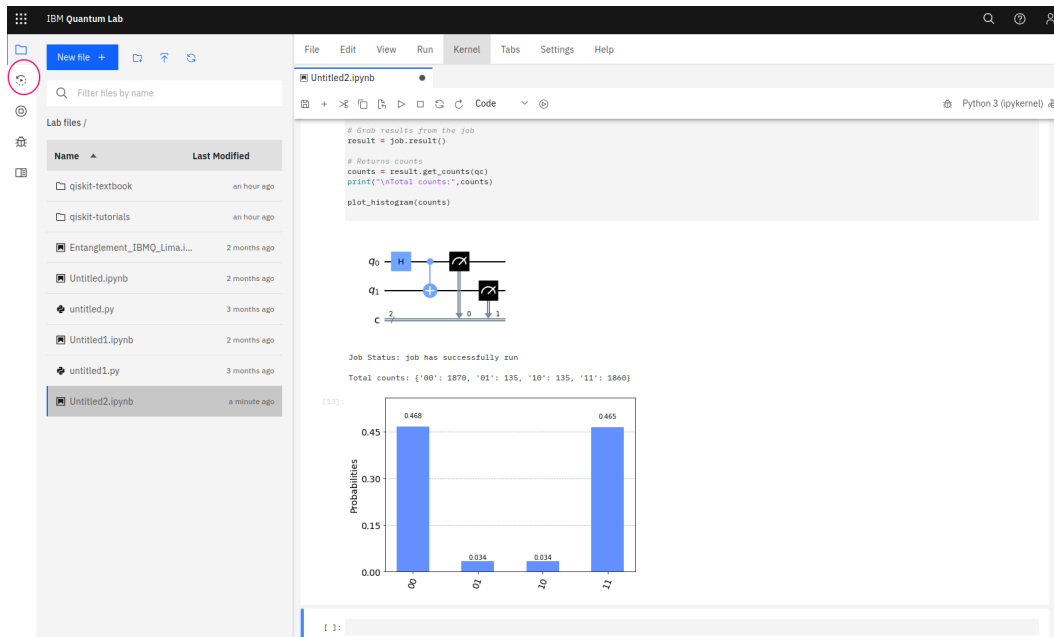 IBM Quantum Lab
New file +
Filter files by name
Lab files /
Name Last Modified
qiskit-textbook an hour ago
qiskit-tutorials an hour ago
Entanglement_IBMQ_Lima.i... 2 months ago
Untitled.ipynb 2 months ago
untitled.py 3 months ago
Untitled1.ipynb 2 months ago
untitled1.py 3 months ago
Untitled2.ipynb a minute ago
File Edit View Run Kernel Tabs Settings Help
Untitled2.ipynb
Code Python 3 (ipykernel)
# Grab results from the job
result = job.result()
# Returns counts
counts = result.get_counts(qc)
print("\nTotal counts:",counts)
plot_histogram(counts)
q0 H
q1
c 2 0 1
Job Status: job has successfully run
Total counts: {'00': 1870, '01': 135, '10': 135, '11': 1860}
[13]:
0.468 0.465
0.45
0.30
0.15
0.034 0.034
0.00
Probabilities
00 01 10 11
[ ]: